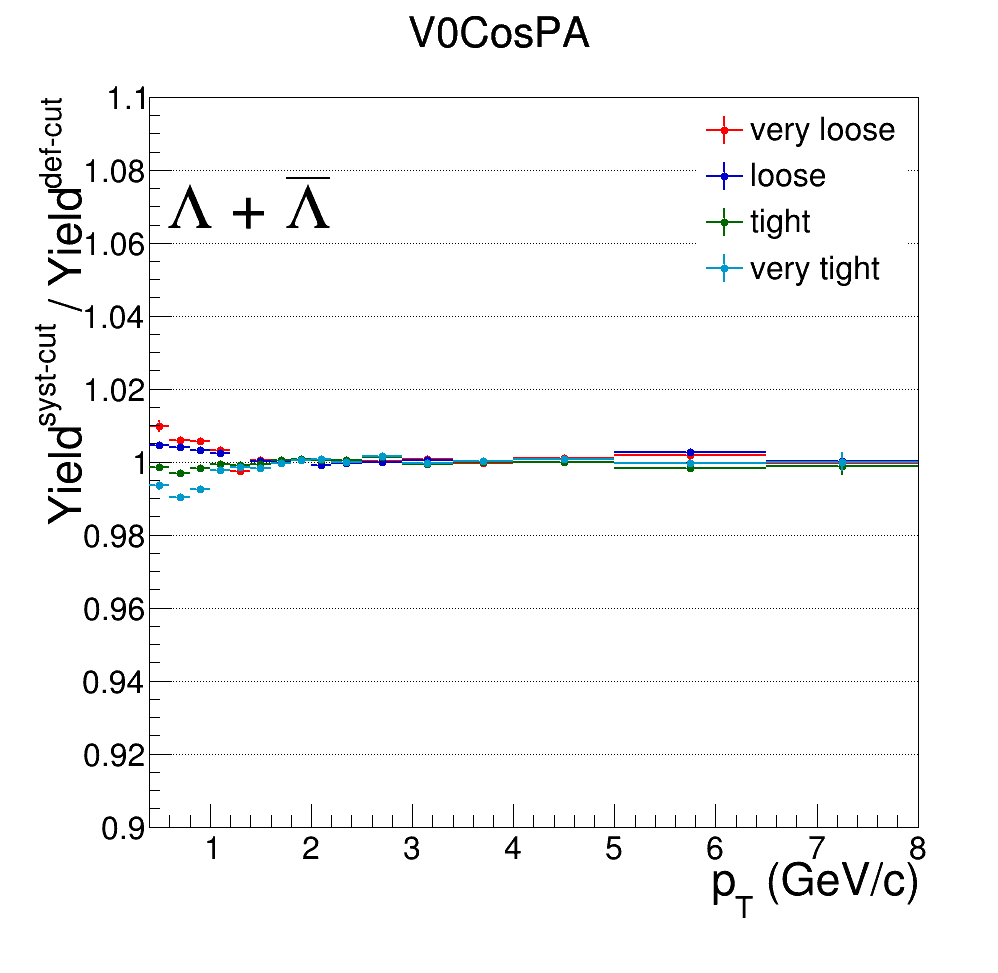 V0CosPA
Yield^syst-cut / Yield^def-cut
1.1
1.08
1.06
1.04
1.02
1
0.98
0.96
0.94
0.92
0.9
Λ + Λ̅
very loose
loose
tight
very tight
1 2 3 4 5 6 7 8
p_T (GeV/c)